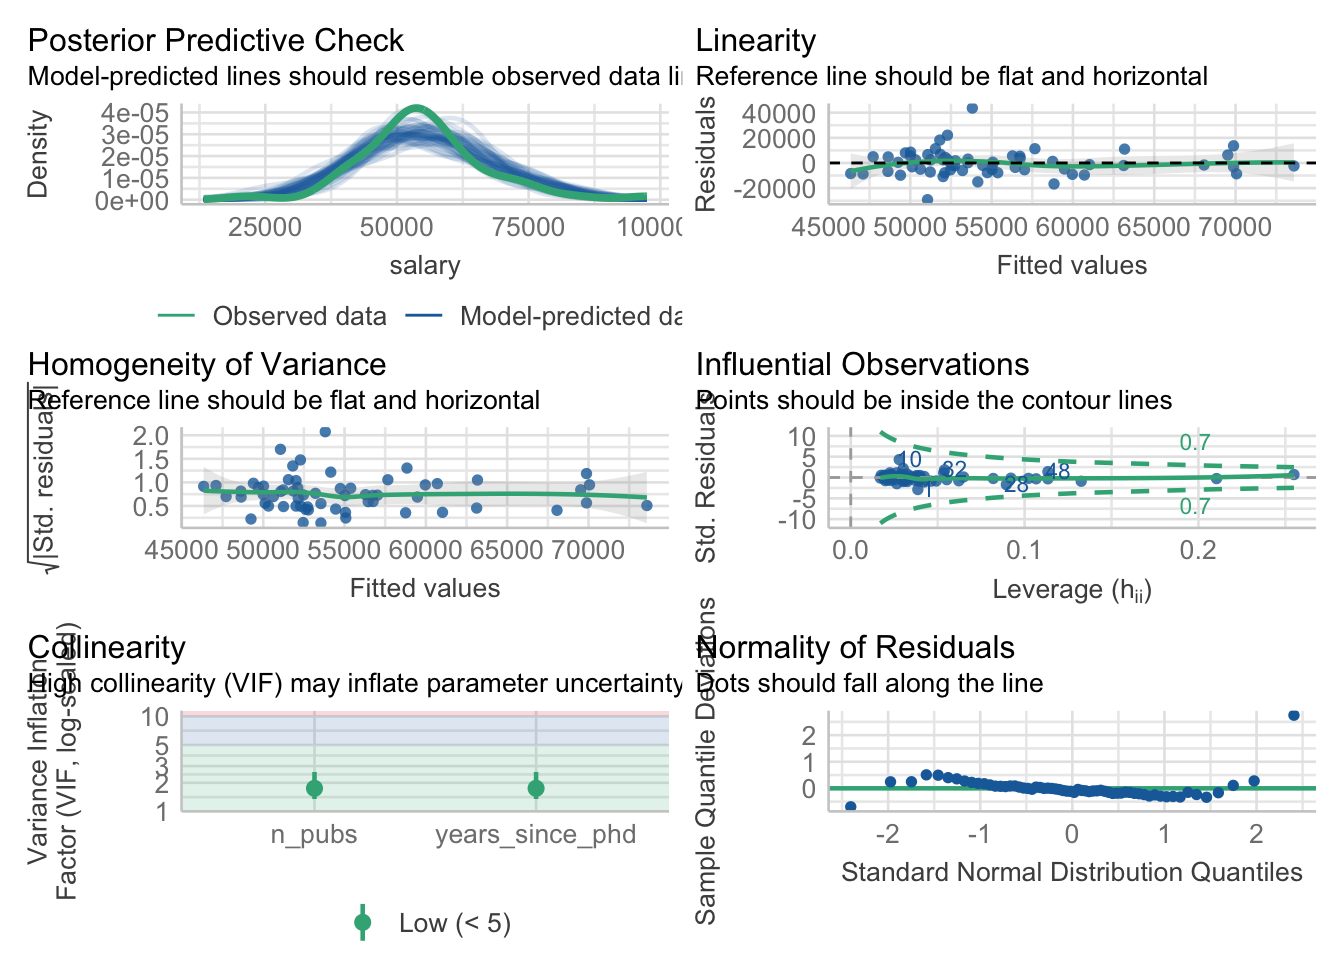 Posterior Predictive Check
Model-predicted lines should resemble observed data li
Density
4e-05
3e-05
2e-05
1e-05
0e+00
25000 50000 75000 10000
salary
Observed data Model-predicted da
Linearity
Reference line should be flat and horizontal
Residuals
40000
20000
0
-20000
45000 50000 55000 60000 65000 70000
Fitted values
Homogeneity of Variance
Reference line should be flat and horizontal
√|Std. residuals|
2.0
1.5
1.0
0.5
45000 50000 55000 60000 65000 70000
Fitted values
Influential Observations
Points should be inside the contour lines
Std. Residuals
10
5
0
-5
-10
0.7
10
32
48
28
1
0.7
0.0 0.1 0.2
Leverage (hii)
Collinearity
High collinearity (VIF) may inflate parameter uncertainty
Variance Inflation
Factor (VIF, log-scaled)
10
5
3
2
1
n_pubs years_since_phd
Low (< 5)
Normality of Residuals
Dots should fall along the line
Sample Quantile Deviations
2
1
0
-2 -1 0 1 2
Standard Normal Distribution Quantiles